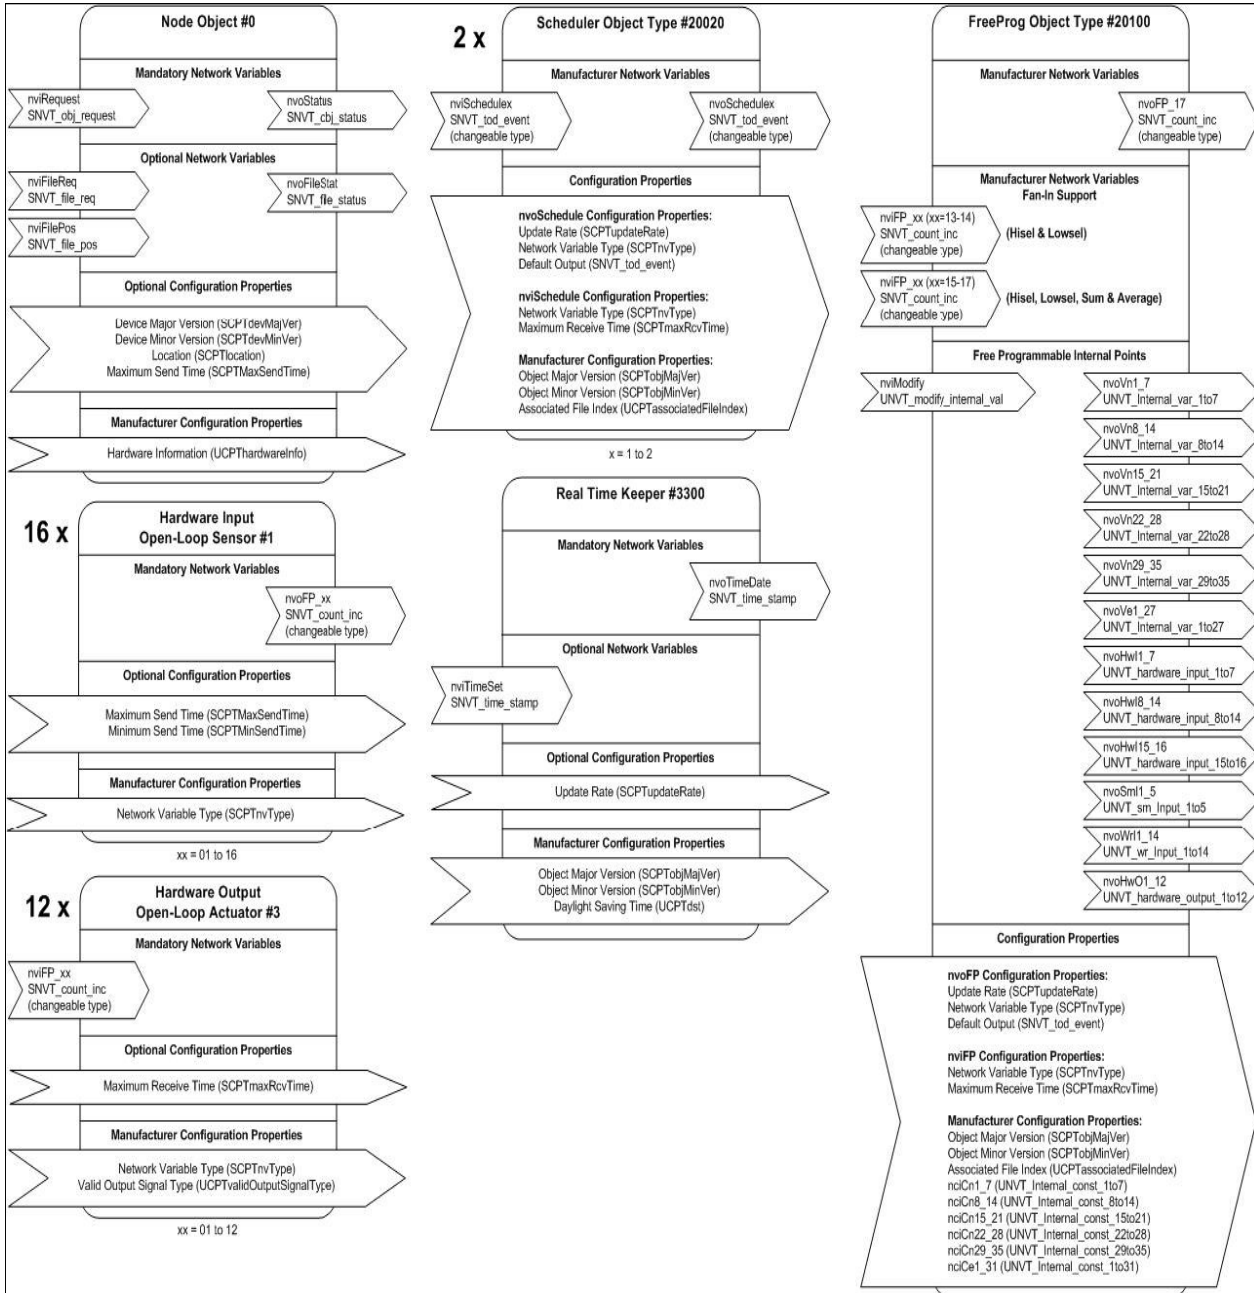 Node Object #0
Mandatory Network Variables
nviRequest
SNVT_obj_request
nvoStatus
SNVT_cbj_status
Optional Network Variables
nviFileReq
SNVT_file_req
nvoFileStat
SNVT_file_status
nviFilePos
SNVT_file_pos
Optional Configuration Properties
Device Major Version (SCPTdevMajVer)
Device Minor Version (SCPTdevMinVer)
Location (SCPTlocation)
Maximum Send Time (SCPTMaxSendTime)
Manufacturer Configuration Properties
Hardware Information (UCPThardwareInfo)
16 x
Hardware Input
Open-Loop Sensor #1
Mandatory Network Variables
nvoFP_xx
SNVT_count_inc
(changeable type)
Optional Configuration Properties
Maximum Send Time (SCPTMaxSendTime)
Minimum Send Time (SCPTMinSendTime)
Manufacturer Configuration Properties
Network Variable Type (SCPTnvType)
xx = 01 to 16
12 x
Hardware Output
Open-Loop Actuator #3
Mandatory Network Variables
nviFP_xx
SNVT_count_inc
(changeable type)
Optional Configuration Properties
Maximum Receive Time (SCPTmaxRcvTime)
Manufacturer Configuration Properties
Network Variable Type (SCPTnvType)
Valid Output Signal Type (UCPTvalidOutputSignalType)
xx = 01 to 12
2 x
Scheduler Object Type #20020
Manufacturer Network Variables
nviSchedulex
SNVT_tod_event
(changeable type)
nvoSchedulex
SNVT_tod_event
(changeable type)
Configuration Properties
nvoSchedule Configuration Properties:
Update Rate (SCPTupdateRate)
Network Variable Type (SCPTnvType)
Default Output (SNVT_tod_event)
nviSchedule Configuration Properties:
Network Variable Type (SCPTnvType)
Maximum Receive Time (SCPTmaxRcvTime)
Manufacturer Configuration Properties:
Object Major Version (SCPTobjMajVer)
Object Minor Version (SCPTobjMinVer)
Associated File Index (UCPTassociatedFileIndex)
x = 1 to 2
Real Time Keeper #3300
Mandatory Network Variables
nvoTimeDate
SNVT_time_stamp
Optional Network Variables
nviTimeSet
SNVT_time_stamp
Optional Configuration Properties
Update Rate (SCPTupdateRate)
Manufacturer Configuration Properties
Object Major Version (SCPTobjMajVer)
Object Minor Version (SCPTobjMinVer)
Daylight Saving Time (UCPTdst)
FreeProg Object Type #20100
Manufacturer Network Variables
nvoFP_17
SNVT_count_inc
(changeable type)
Manufacturer Network Variables
Fan-In Support
nviFP_xx (xx=13-14)
SNVT_count_inc
(changeable type)
(Hisel & Lowsel)
nviFP_xx (xx=15-17)
SNVT_count_inc
(changeable type)
(Hisel, Lowsel, Sum & Average)
Free Programmable Internal Points
nviModify
UNVT_modify_internal_val
nvoVn1_7
UNVT_Internal_var_1to7
nvoVn8_14
UNVT_Internal_var_8to14
nvoVn15_21
UNVT_Internal_var_15to21
nvoVn22_28
UNVT_Internal_var_22to28
nvoVn29_35
UNVT_Internal_var_29to35
nvoVe1_27
UNVT_Internal_var_1to27
nvoHwI1_7
UNVT_hardware_input_1to7
nvoHwI8_14
UNVT_hardware_input_8to14
nvoHwI15_16
UNVT_hardware_input_15to16
nvoSmI1_5
UNVT_sm_Input_1to5
nvoWrI1_14
UNVT_wr_Input_1to14
nvoHwO1_12
UNVT_hardware_output_1to12
Configuration Properties
nvoFP Configuration Properties:
Update Rate (SCPTupdateRate)
Network Variable Type (SCPTnvType)
Default Output (SNVT_tod_event)
nviFP Configuration Properties:
Network Variable Type (SCPTnvType)
Maximum Receive Time (SCPTmaxRcvTime)
Manufacturer Configuration Properties:
Object Major Version (SCPTobjMajVer)
Object Minor Version (SCPTobjMinVer)
Associated File Index (UCPTassociatedFileIndex)
nciCn1_7 (UNVT_Internal_const_1to7)
nciCn8_14 (UNVT_Internal_const_8to14)
nciCn15_21 (UNVT_Internal_const_15to21)
nciCn22_28 (UNVT_Internal_const_22to28)
nciCn29_35 (UNVT_Internal_const_29to35)
nciCe1_31 (UNVT_Internal_const_1to31)